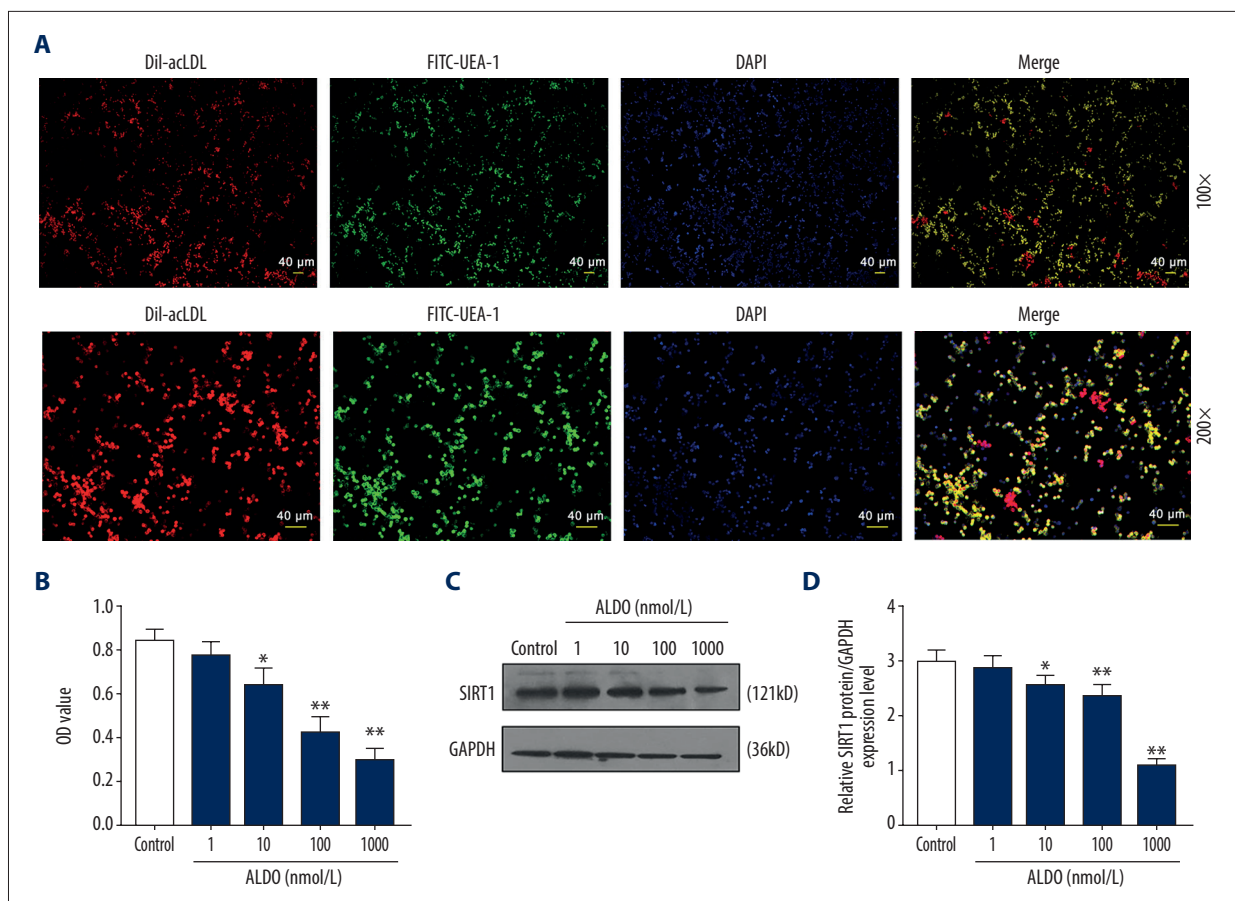 A
Dil-acLDL FITC-UEA-1 DAPI Merge
40 µm 40 µm 40 µm 40 µm
100×
Dil-acLDL FITC-UEA-1 DAPI Merge
40 µm 40 µm 40 µm 40 µm
200×
B
OD value
1.0
0.8
0.6
0.4
0.2
0.0
*
**
**
Control 1 10 100 1000
ALDO (nmol/L)
C
ALDO (nmol/L)
Control 1 10 100 1000
SIRT1 (121kD)
GAPDH (36kD)
D
Relative SIRT1 protein/GAPDH
expression level
4
3
2
1
0
*
**
**
Control 1 10 100 1000
ALDO (nmol/L)